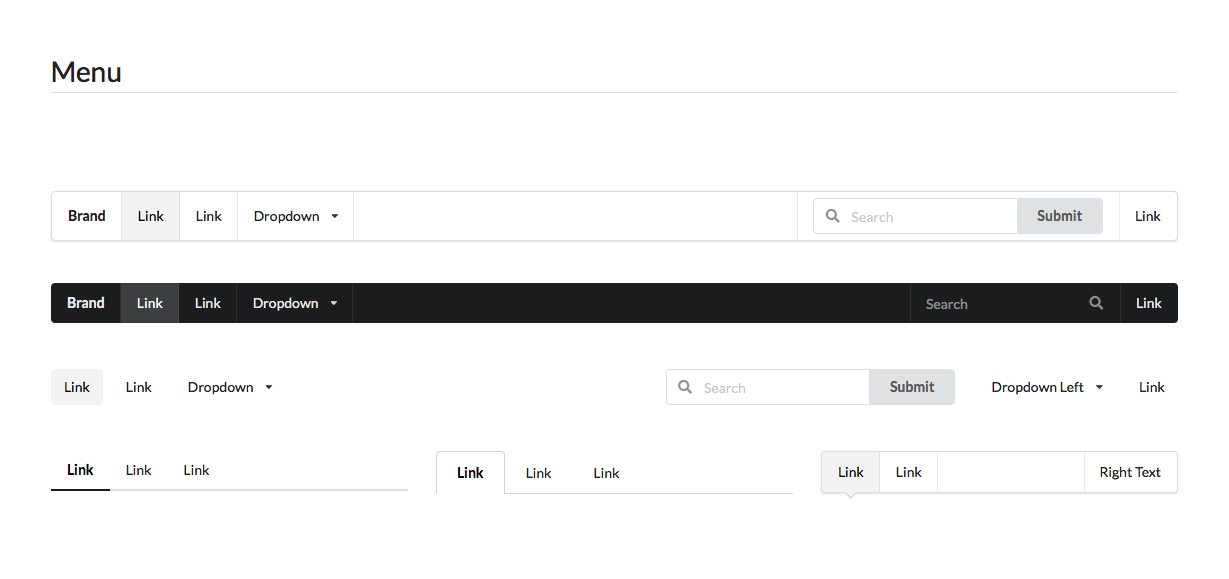 Menu
Brand Link Link Dropdown Search Submit Link
Brand Link Link Dropdown Search Link
Link Link Dropdown Search Submit Dropdown Left Link
Link Link Link Link Link Link Link Link Right Text